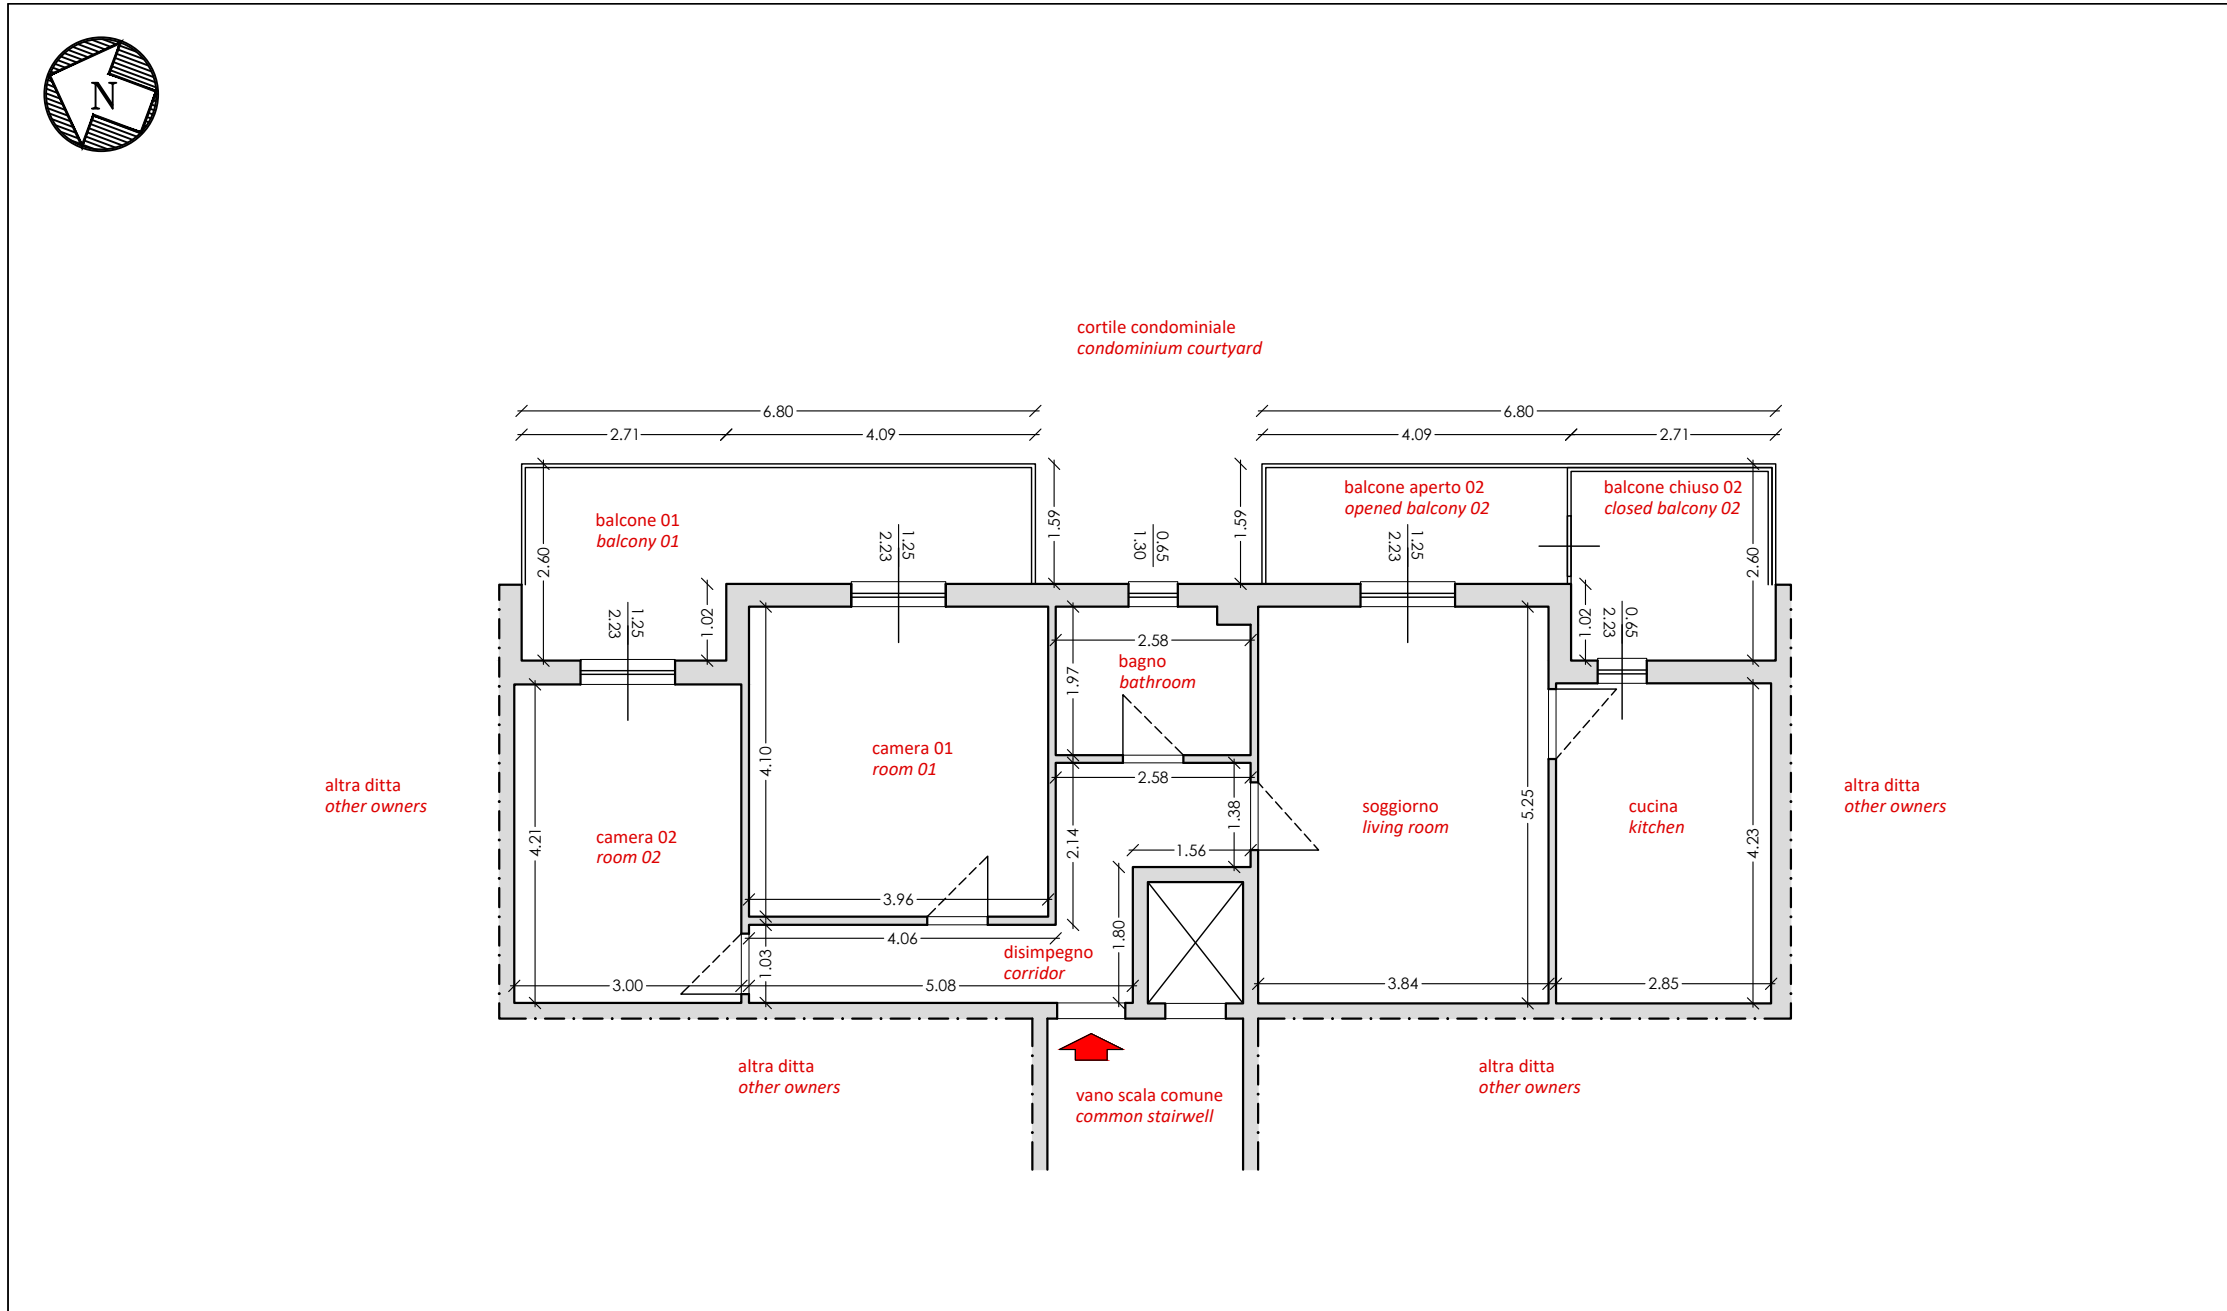 N
cortile condominiale
condominium courtyard
6.80
6.80
2.71
4.09
4.09
2.71
balcone 01
balcony 01
balcone aperto 02
opened balcony 02
balcone chiuso 02
closed balcony 02
2.60
1.59
1.59
2.60
1.25
2.23
0.65
1.30
1.25
2.23
1.25
2.23
1.02
1.02
0.65
2.23
2.58
bagno
bathroom
1.97
camera 01
room 01
4.10
2.58
altra ditta
other owners
altra ditta
other owners
camera 02
room 02
4.21
2.14
1.38
1.56
soggiorno
living room
5.25
cucina
kitchen
4.23
3.96
4.06
1.80
disimpegno
corridor
1.03
3.00
5.08
3.84
2.85
altra ditta
other owners
altra ditta
other owners
vano scala comune
common stairwell